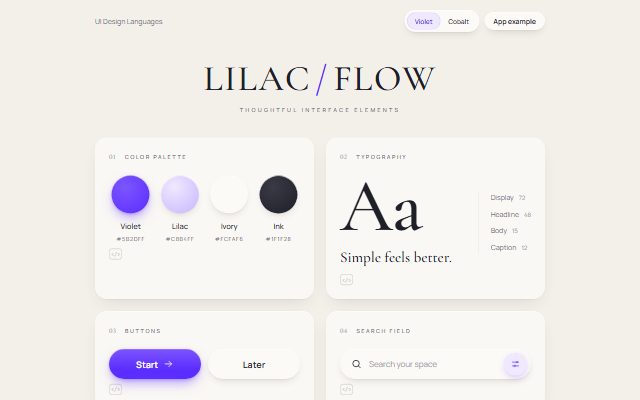 UI Design Languages
Violet
Cobalt
App example
LILAC / FLOW
THOUGHTFUL INTERFACE ELEMENTS
01 COLOR PALETTE
Violet
Lilac
Ivory
Ink
#5B2DFF
#C8B4FF
#FCFAF6
#1F1F28
</>
02 TYPOGRAPHY
Aa
Simple feels better.
Display 72
Headline 48
Body 15
Caption 12
</>
03 BUTTONS
Start →
Later
</>
04 SEARCH FIELD
Search your space
</>